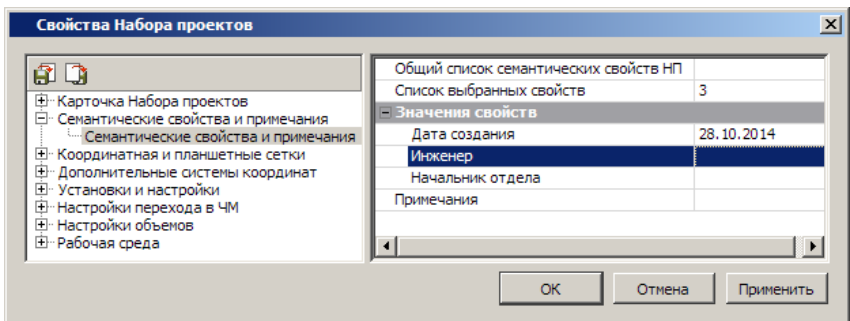 Свойства Набора проектов
Карточка Набора проектов
Семантические свойства и примечания
Семантические свойства и примечания
Координатная и планшетные сетки
Дополнительные системы координат
Установки и настройки
Настройки перехода в ЧМ
Настройки объемов
Рабочая среда
Общий список семантических свойств НП
Список выбранных свойств 3
Значения свойств
Дата создания 28.10.2014
Инженер
Начальник отдела
Примечания
ОК Отмена Применить